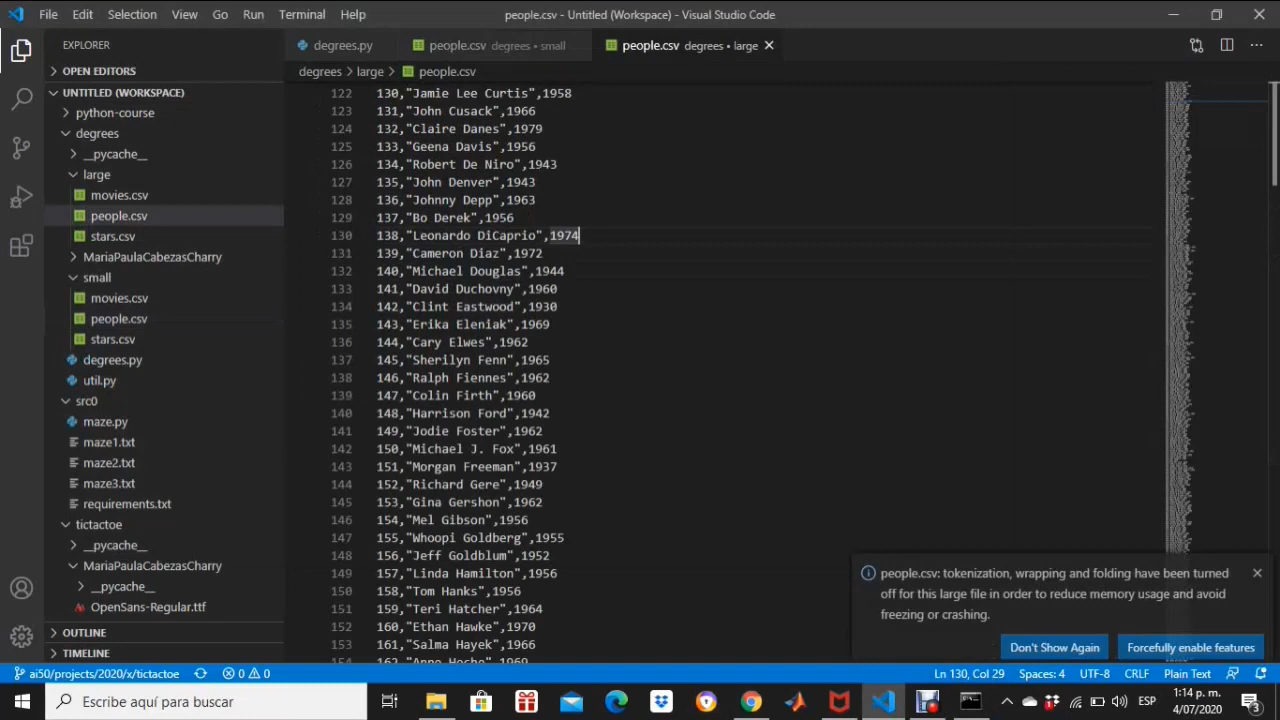 File Edit Selection View Go Run Terminal Help people.csv - Untitled (Workspace) - Visual Studio Code
EXPLORER
OPEN EDITORS
UNTITLED (WORKSPACE)
python-course
degrees
__pycache__
large
movies.csv
people.csv
stars.csv
MariaPaulaCabezasCharry
small
movies.csv
people.csv
stars.csv
degrees.py
util.py
src0
maze.py
maze1.txt
maze2.txt
maze3.txt
requirements.txt
tictactoe
__pycache__
MariaPaulaCabezasCharry
__pycache__
OpenSans-Regular.ttf
OUTLINE
TIMELINE
degrees.py people.csv degrees • small people.csv degrees • large
degrees > large > people.csv
122 130,"Jamie Lee Curtis",1958
123 131,"John Cusack",1966
124 132,"Claire Danes",1979
125 133,"Geena Davis",1956
126 134,"Robert De Niro",1943
127 135,"John Denver",1943
128 136,"Johnny Depp",1963
129 137,"Bo Derek",1956
130 138,"Leonardo DiCaprio",1974
131 139,"Cameron Diaz",1972
132 140,"Michael Douglas",1944
133 141,"David Duchovny",1960
134 142,"Clint Eastwood",1930
135 143,"Erika Eleniak",1969
136 144,"Cary Elwes",1962
137 145,"Sherilyn Fenn",1965
138 146,"Ralph Fiennes",1962
139 147,"Colin Firth",1960
140 148,"Harrison Ford",1942
141 149,"Jodie Foster",1962
142 150,"Michael J. Fox",1961
143 151,"Morgan Freeman",1937
144 152,"Richard Gere",1949
145 153,"Gina Gershon",1962
146 154,"Mel Gibson",1956
147 155,"Whoopi Goldberg",1955
148 156,"Jeff Goldblum",1952
149 157,"Linda Hamilton",1956
150 158,"Tom Hanks",1956
151 159,"Teri Hatcher",1964
152 160,"Ethan Hawke",1970
153 161,"Salma Hayek",1966
154 162,"Anne Heche",1969
people.csv: tokenization, wrapping and folding have been turned
off for this large file in order to reduce memory usage and avoid
freezing or crashing.
Don't Show Again Forcefully enable features
ai50/projects/2020/x/tictactoe 0 0 Ln 130, Col 29 Spaces: 4 UTF-8 CRLF Plain Text
Escribe aquí para buscar
ESP
1:14 p. m.
4/07/2020
3